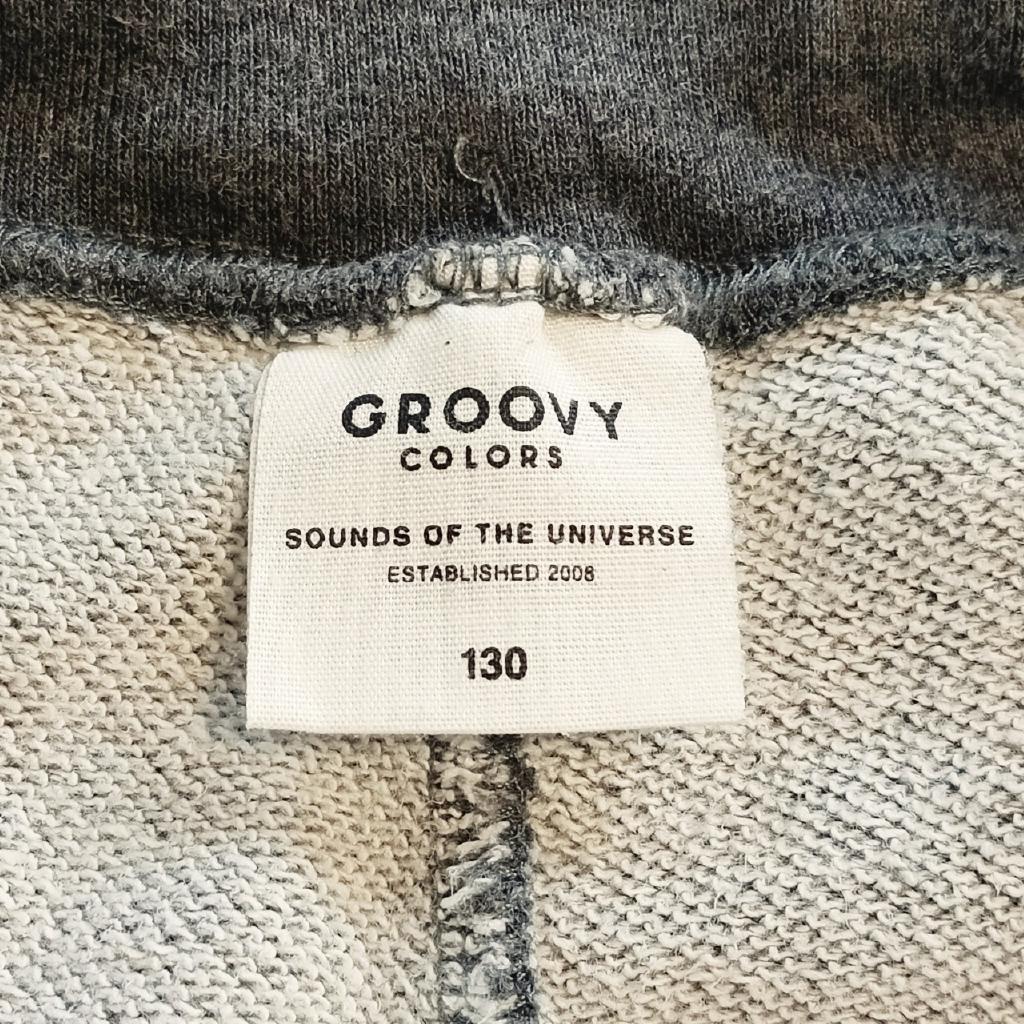 GROOVY
COLORS
SOUNDS OF THE UNIVERSE
ESTABLISHED 2008
130